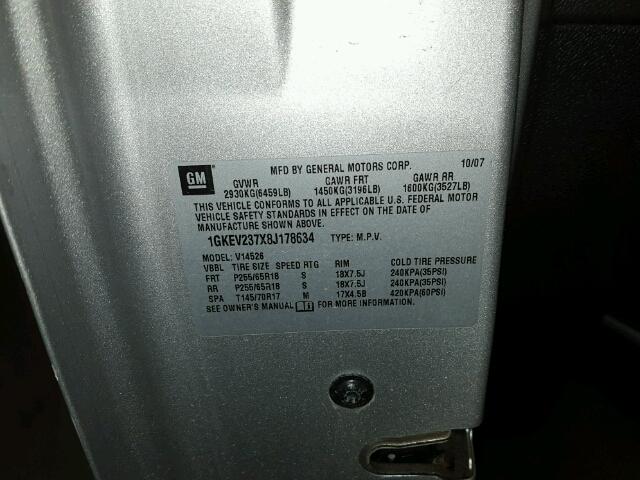 GM
MFD BY GENERAL MOTORS CORP. 10/07
GVWR GAWR FRT GAWR RR
2930KG(6459LB) 1450KG(3196LB) 1600KG(3527LB)
THIS VEHICLE CONFORMS TO ALL APPLICABLE U.S. FEDERAL MOTOR
VEHICLE SAFETY STANDARDS IN EFFECT ON THE DATE OF
MANUFACTURE SHOWN ABOVE.
1GKEV237X8J178634 TYPE: M.P.V.
MODEL: V14526
VBBL TIRE SIZE SPEED RTG RIM COLD TIRE PRESSURE
FRT P255/65R18 S 18X7.5J 240KPA(35PSI)
RR P255/65R18 S 18X7.5J 240KPA(35PSI)
SPA T145/70R17 M 17X4.5B 420KPA(60PSI)
SEE OWNER'S MANUAL FOR MORE INFORMATION.